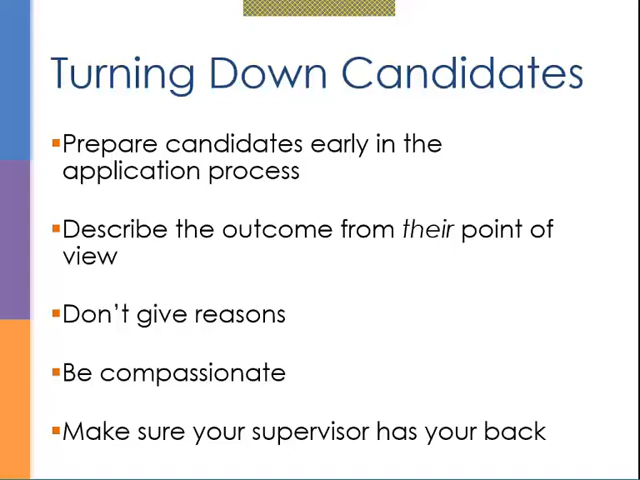 Turning Down Candidates
▪Prepare candidates early in the
application process
▪Describe the outcome from their point of
view
▪Don't give reasons
▪Be compassionate
▪Make sure your supervisor has your back